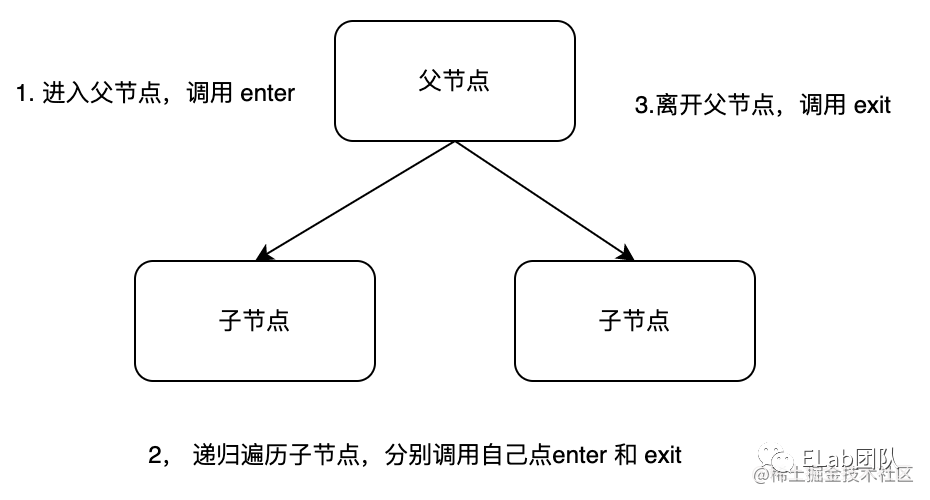 父节点
1. 进入父节点，调用 enter
3.离开父节点，调用 exit
子节点
子节点
2， 递归遍历子节点，分别调用自己点enter 和 exit
ELab团队
@稀土掘金技术社区